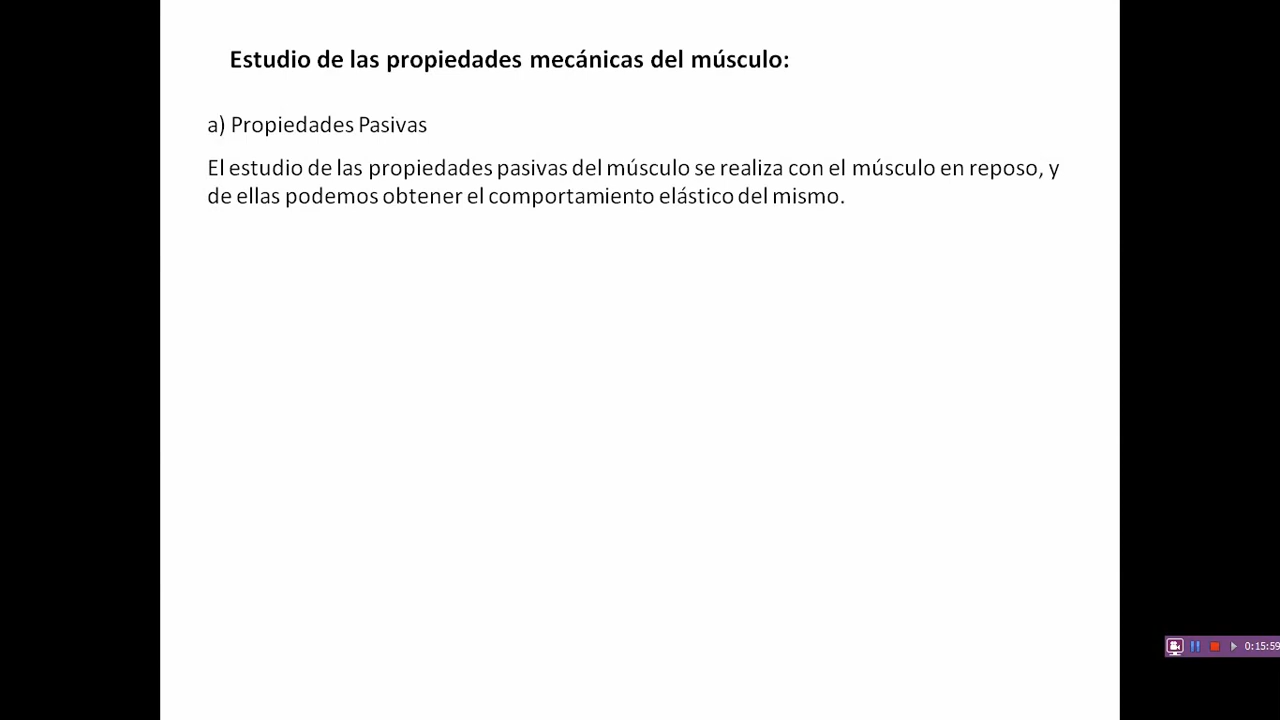 Estudio de las propiedades mecánicas del músculo:
a) Propiedades Pasivas
El estudio de las propiedades pasivas del músculo se realiza con el músculo en reposo, y
de ellas podemos obtener el comportamiento elástico del mismo.
0:15:59